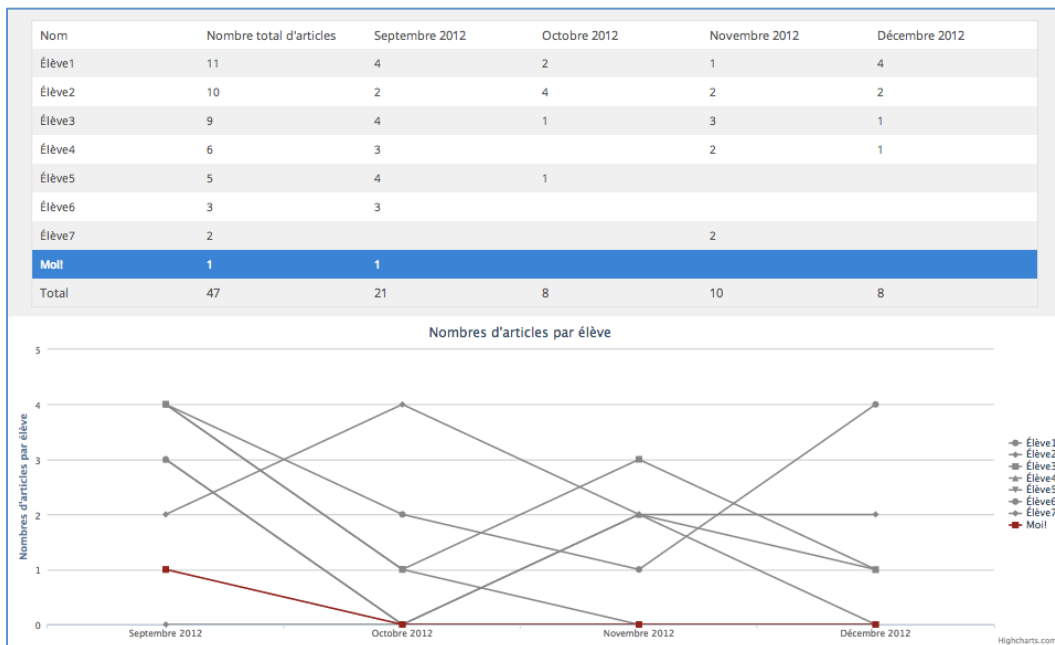 Nom Nombre total d'articles Septembre 2012 Octobre 2012 Novembre 2012 Décembre 2012
Élève1 11 4 2 1 4
Élève2 10 2 4 2 2
Élève3 9 4 1 3 1
Élève4 6 3 2 1
Élève5 5 4 1
Élève6 3 3
Élève7 2 2
Moi! 1 1
Total 47 21 8 10 8
Nombres d'articles par élève
Nombres d'articles par élève
5
4
3
2
1
0
Septembre 2012 Octobre 2012 Novembre 2012 Décembre 2012
Élève1
Élève2
Élève3
Élève4
Élève5
Élève6
Élève7
Moi!
Highcharts.com